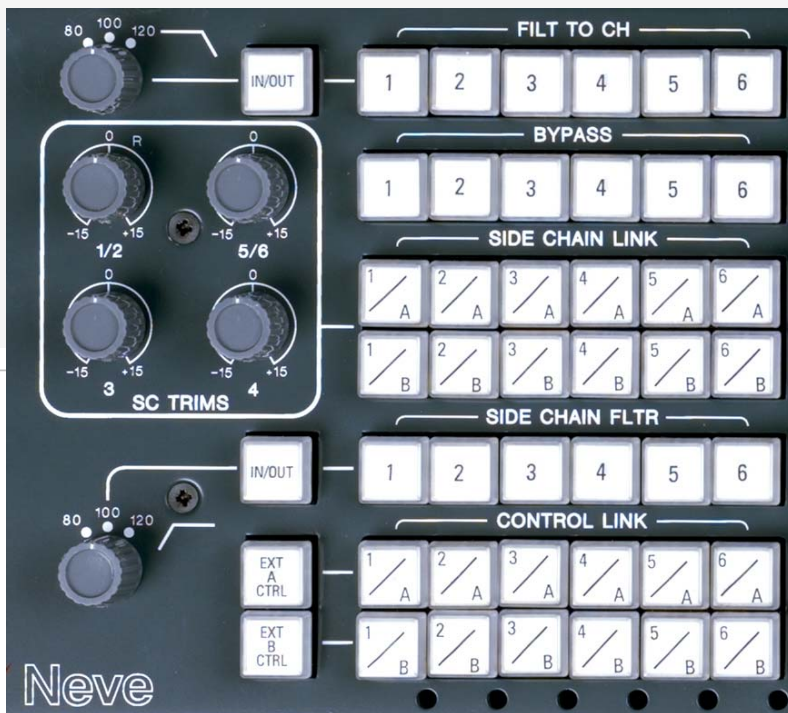 FILT TO CH
80 100 120
IN/OUT 1 2 3 4 5 6
BYPASS
0 R 0
1 2 3 4 5 6
-15 +15 -15 +15
1/2 5/6
SIDE CHAIN LINK
0 0
1/A 2/A 3/A 4/A 5/A 6/A
1/B 2/B 3/B 4/B 5/B 6/B
-15 +15 -15 +15
3 4
SC TRIMS
SIDE CHAIN FLTR
IN/OUT 1 2 3 4 5 6
80 100 120
CONTROL LINK
EXT
A
CTRL
1/A 2/A 3/A 4/A 5/A 6/A
EXT
B
CTRL
1/B 2/B 3/B 4/B 5/B 6/B
Neve